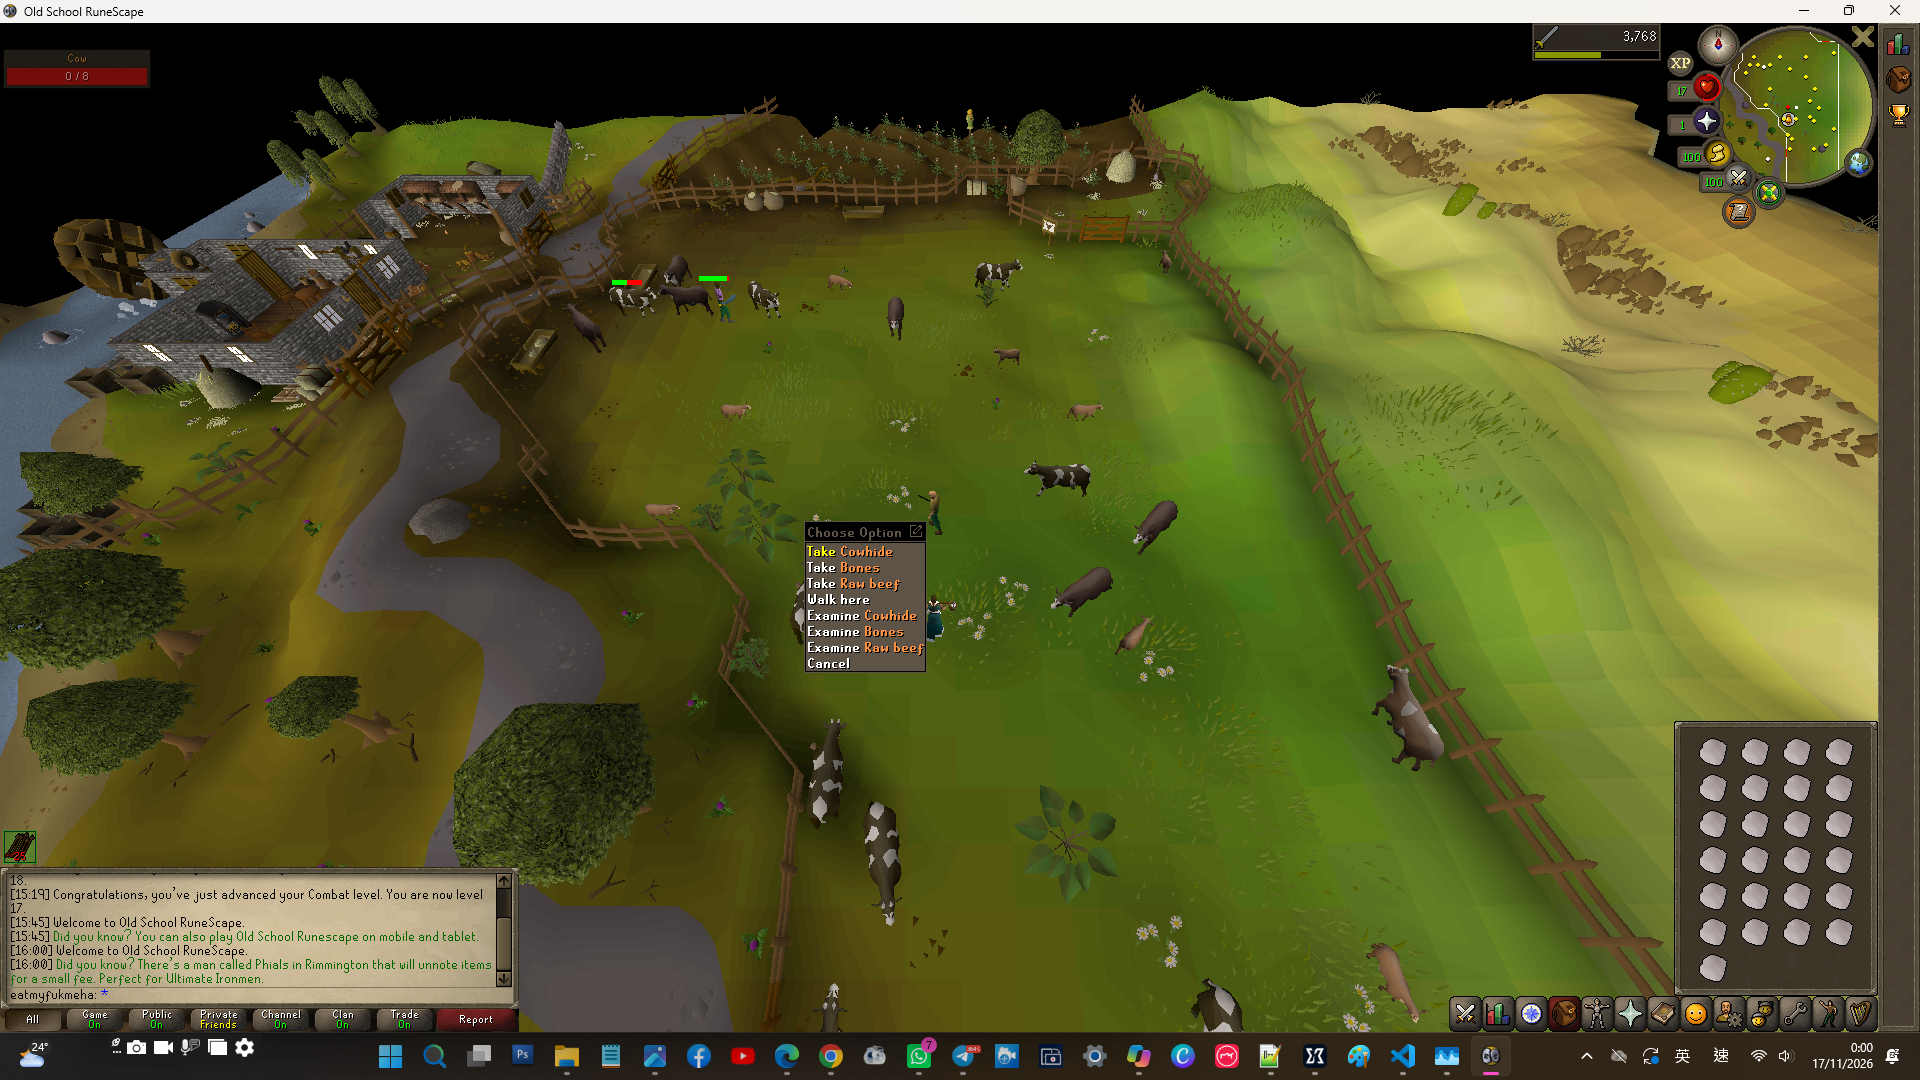 Old School RuneScape
Cow
0 / 8
3,768
N
XP
17
1
100
100
Choose Option
Take Cowhide
Take Bones
Take Raw beef
Walk here
Examine Cowhide
Examine Bones
Examine Raw beef
Cancel
18.
[15:19] Congratulations, you've just advanced your Combat level. You are now level
17.
[15:45] Welcome to Old School RuneScape.
[15:45] Did you know? You can also play Old School Runescape on mobile and tablet.
[16:00] Welcome to Old School RuneScape.
[16:00] Did you know? There's a man called Phials in Rimmington that will unnote items
for a small fee. Perfect for Ultimate Ironmen.
eatmyfukmeha: *
All
Game On
Public On
Private Friends
Channel On
Clan On
Trade On
Report
24°
Ps
7
英
速
0:00
17/11/2026